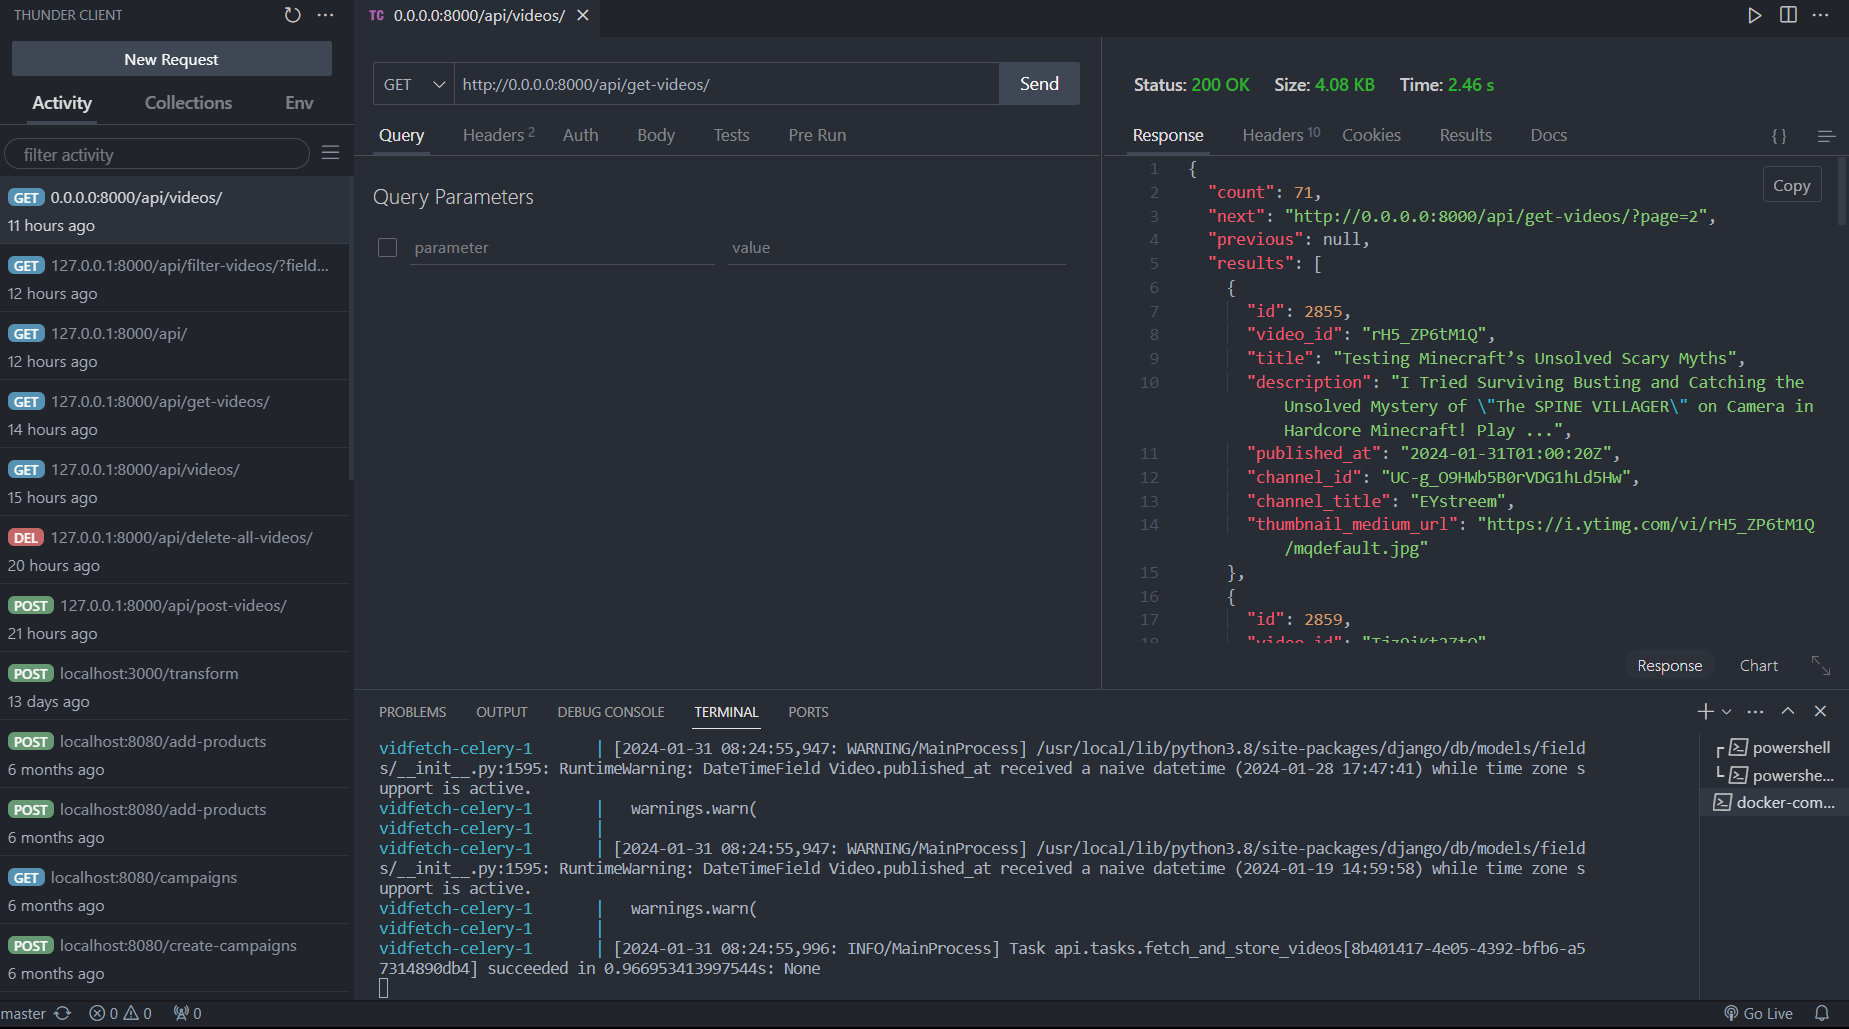 THUNDER CLIENT
New Request
Activity Collections Env
filter activity
GET 0.0.0.0:8000/api/videos/
11 hours ago
GET 127.0.0.1:8000/api/filter-videos/?field...
12 hours ago
GET 127.0.0.1:8000/api/
12 hours ago
GET 127.0.0.1:8000/api/get-videos/
14 hours ago
GET 127.0.0.1:8000/api/videos/
15 hours ago
DEL 127.0.0.1:8000/api/delete-all-videos/
20 hours ago
POST 127.0.0.1:8000/api/post-videos/
21 hours ago
POST localhost:3000/transform
13 days ago
POST localhost:8080/add-products
6 months ago
POST localhost:8080/add-products
6 months ago
GET localhost:8080/campaigns
6 months ago
POST localhost:8080/create-campaigns
6 months ago
TC 0.0.0.0:8000/api/videos/
GET http://0.0.0.0:8000/api/get-videos/ Send
Query Headers 2 Auth Body Tests Pre Run
Query Parameters
parameter value
Status: 200 OK Size: 4.08 KB Time: 2.46 s
Response Headers 10 Cookies Results Docs {}
Copy
1 {
2 "count": 71,
3 "next": "http://0.0.0.0:8000/api/get-videos/?page=2",
4 "previous": null,
5 "results": [
6 {
7 "id": 2855,
8 "video_id": "rH5_ZP6tM1Q",
9 "title": "Testing Minecraft’s Unsolved Scary Myths",
10 "description": "I Tried Surviving Busting and Catching the
Unsolved Mystery of \"The SPINE VILLAGER\" on Camera in
Hardcore Minecraft! Play ...",
11 "published_at": "2024-01-31T01:00:20Z",
12 "channel_id": "UC-g_O9HWb5B0rVDG1hLd5Hw",
13 "channel_title": "EYstreem",
14 "thumbnail_medium_url": "https://i.ytimg.com/vi/rH5_ZP6tM1Q
/mqdefault.jpg"
15 },
16 {
17 "id": 2859,
18 "video_id":
Response Chart
PROBLEMS OUTPUT DEBUG CONSOLE TERMINAL PORTS
vidfetch-celery-1 | [2024-01-31 08:24:55,947: WARNING/MainProcess] /usr/local/lib/python3.8/site-packages/django/db/models/field
s/__init__.py:1595: RuntimeWarning: DateTimeField Video.published_at received a naive datetime (2024-01-28 17:47:41) while time zone s
upport is active.
vidfetch-celery-1 | warnings.warn(
vidfetch-celery-1 |
vidfetch-celery-1 | [2024-01-31 08:24:55,947: WARNING/MainProcess] /usr/local/lib/python3.8/site-packages/django/db/models/field
s/__init__.py:1595: RuntimeWarning: DateTimeField Video.published_at received a naive datetime (2024-01-19 14:59:58) while time zone s
upport is active.
vidfetch-celery-1 | warnings.warn(
vidfetch-celery-1 |
vidfetch-celery-1 | [2024-01-31 08:24:55,996: INFO/MainProcess] Task api.tasks.fetch_and_store_videos[8b401417-4e05-4392-bfb6-a5
7314890db4] succeeded in 0.966953413997544s: None
powershell
powershe...
docker-com...
master 0 0 0
Go Live